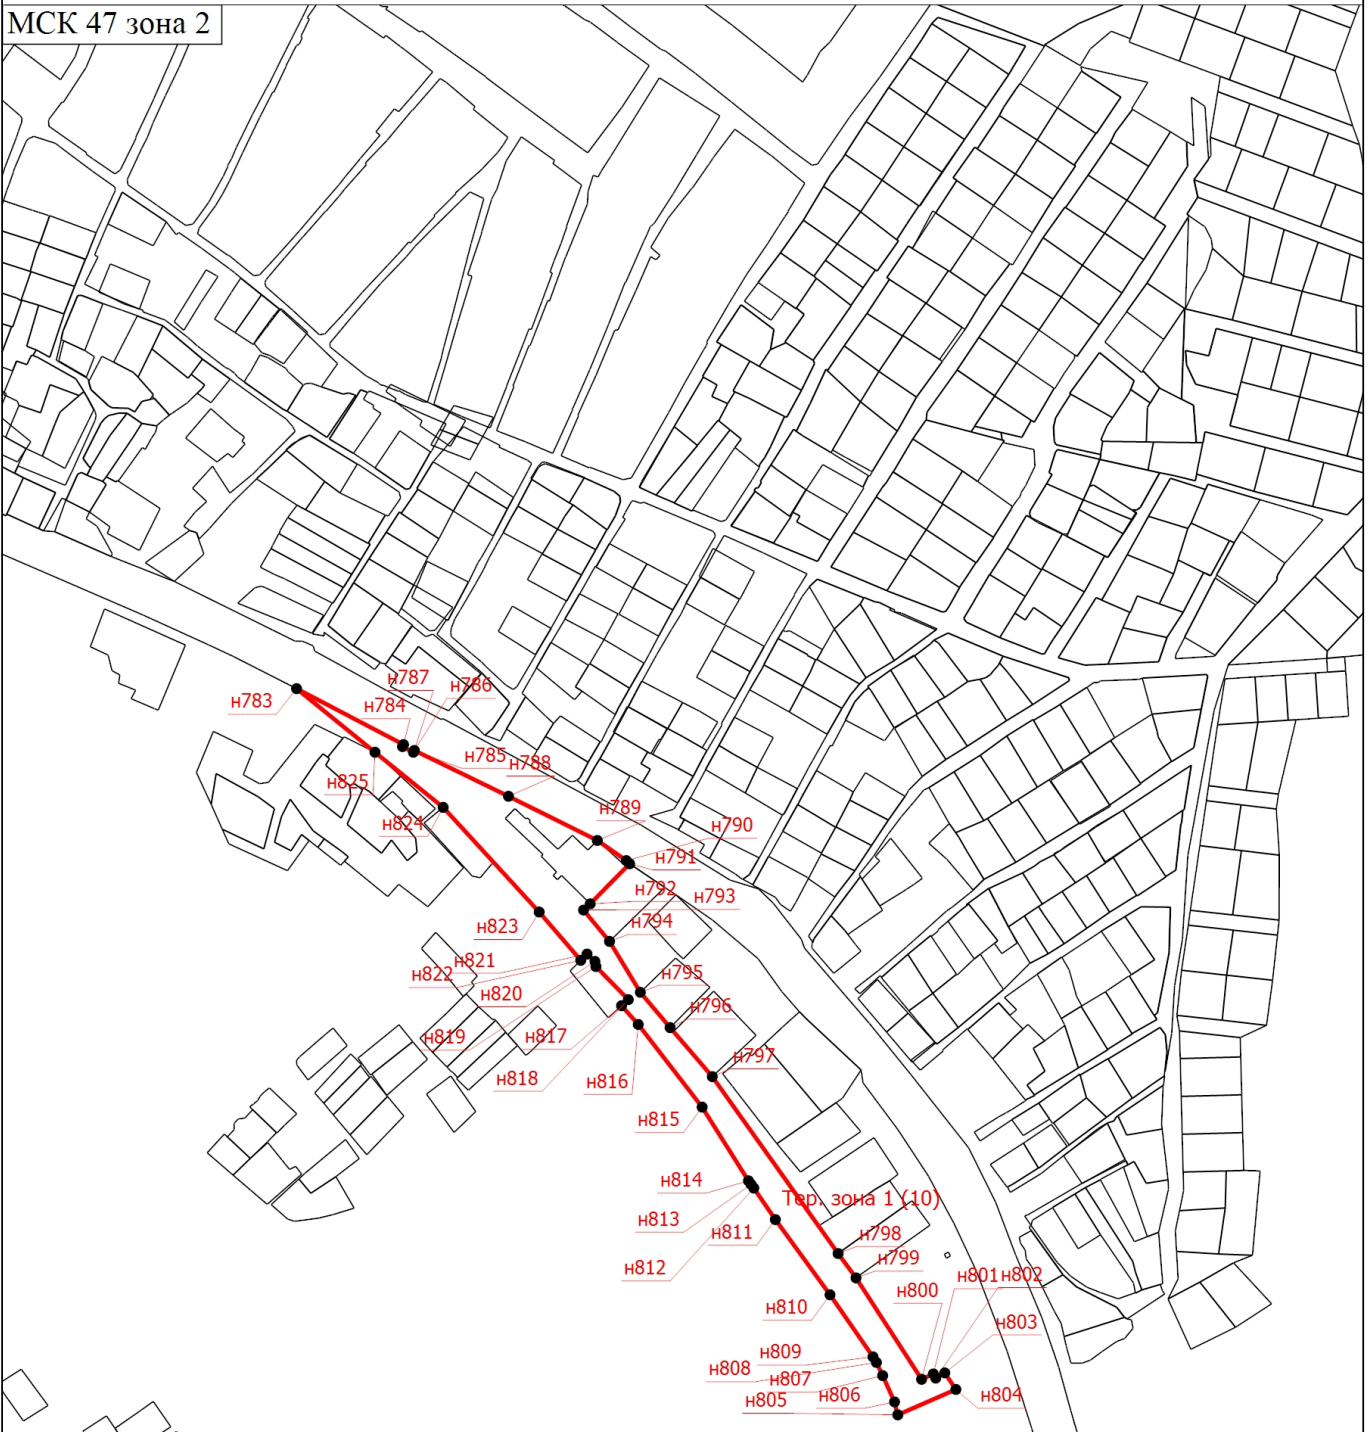 МСК 47 зона 2
н787
н786
н783
н784
н785
н788
н825
н789
н824
н790
н791
н792
н793
н823
н794
н821
н822
н820
н795
н796
н819
н817
н797
н818
н816
н815
н814
Тер. зона 1 (10)
н813
н811
н798
н812
н799
н801
н802
н800
н810
н803
н809
н808
н807
н806
н805
н804